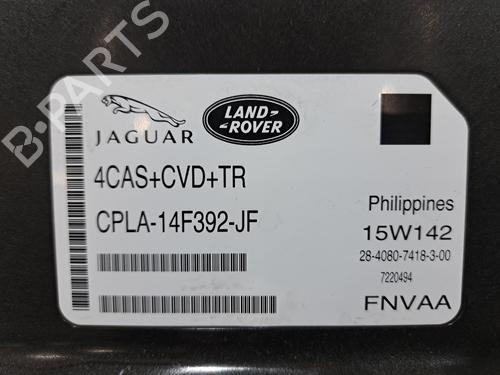 B-PARTS
JAGUAR
LAND-
ROVER
4CAS+CVD+TR
CPLA-14F392-JF
Philippines
15W142
28-4080-7418-3-00
7220494
FNVAA